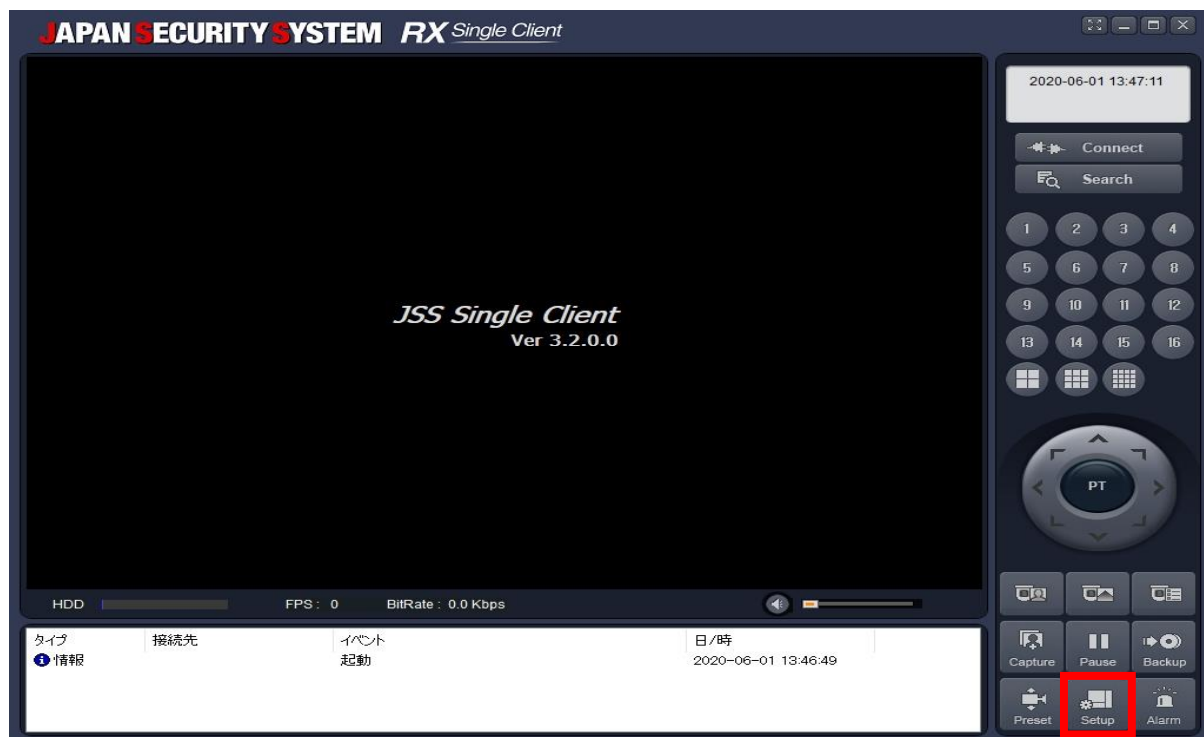 JAPAN SECURITY SYSTEM RX Single Client
2020-06-01 13:47:11
Connect
Search
1 2 3 4
5 6 7 8
9 10 11 12
13 14 15 16
JSS Single Client
Ver 3.2.0.0
PT
HDD FPS : 0 BitRate : 0.0 Kbps
タイプ 接続先 イベント 日/時
情報 起動 2020-06-01 13:46:49
Capture Pause Backup
Preset Setup Alarm